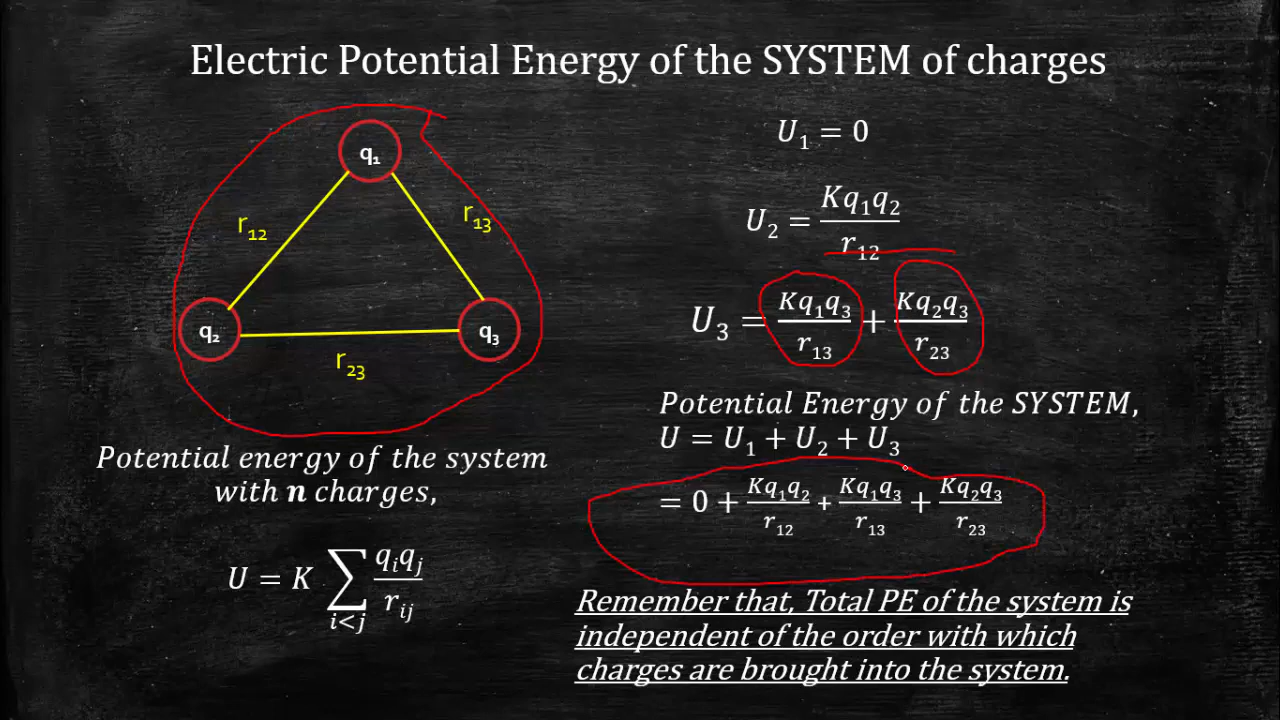 Electric Potential Energy of the SYSTEM of charges
q₁
r₁₂
r₁₃
q₂
q₃
r₂₃
Potential energy of the system
with n charges,
U = K ∑_{i<j} qᵢqⱼ / rᵢⱼ
U₁ = 0
U₂ = Kq₁q₂ / r₁₂
U₃ = Kq₁q₃ / r₁₃ + Kq₂q₃ / r₂₃
Potential Energy of the SYSTEM,
U = U₁ + U₂ + U₃
= 0 + Kq₁q₂ / r₁₂ + Kq₁q₃ / r₁₃ + Kq₂q₃ / r₂₃
Remember that, Total PE of the system is
independent of the order with which
charges are brought into the system.